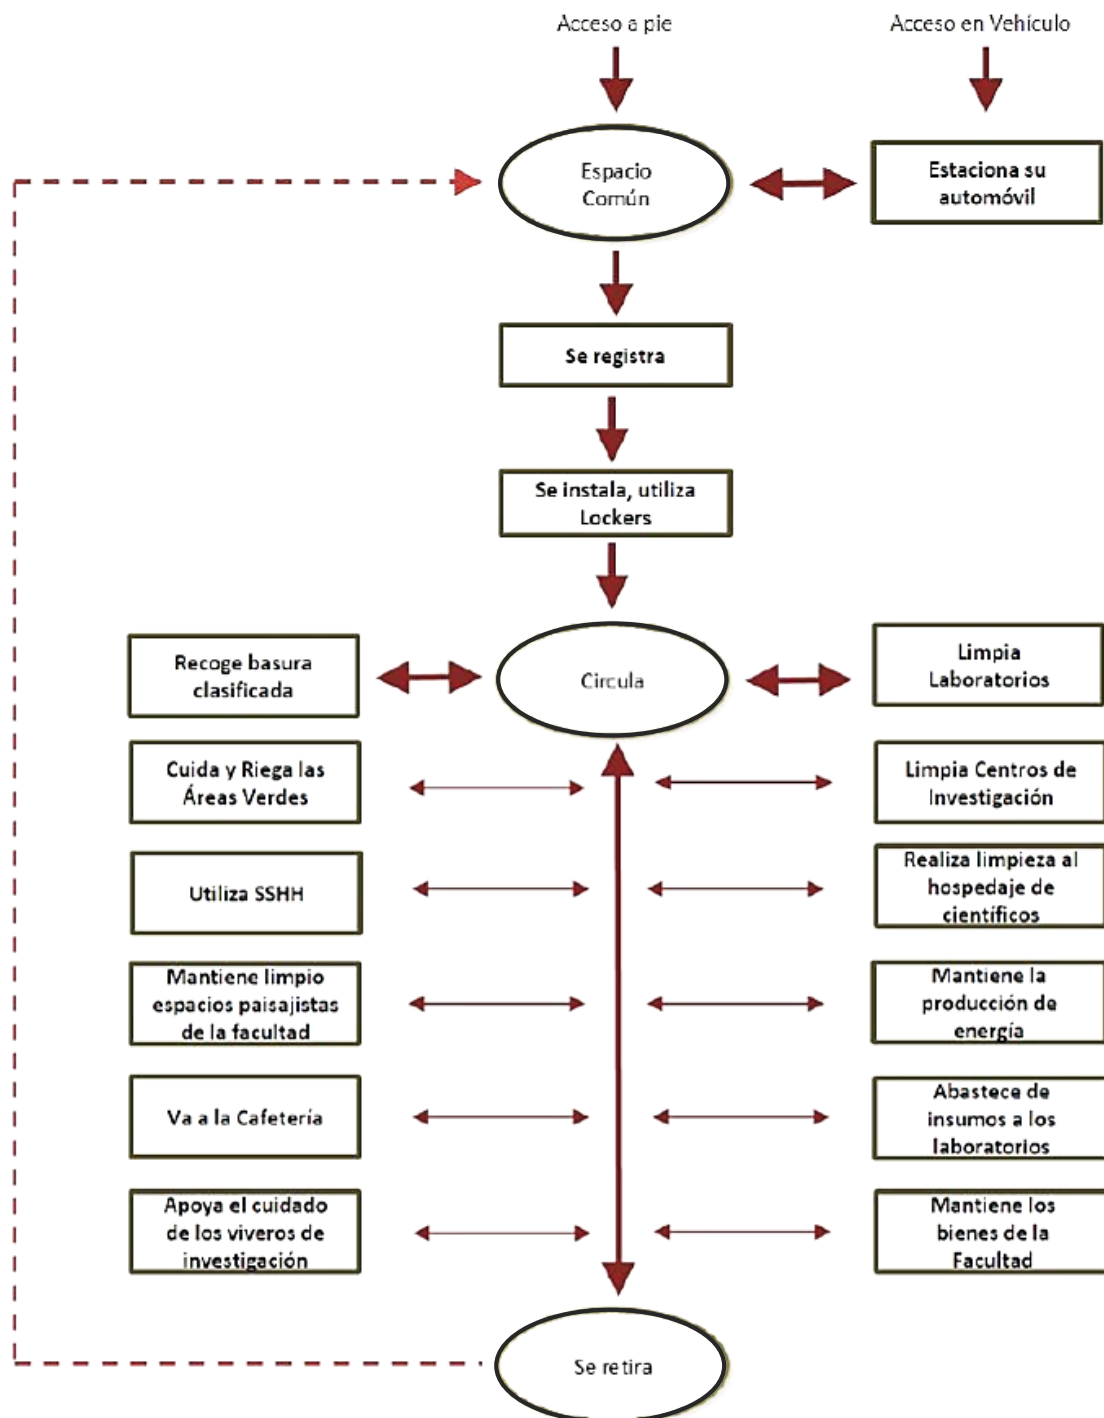 Acceso a pie
Acceso en Vehículo
Espacio
Común
Estaciona su
automóvil
Se registra
Se instala, utiliza
Lockers
Circula
Recoge basura
clasificada
Limpia
Laboratorios
Cuida y Riega las
Áreas Verdes
Limpia Centros de
Investigación
Utiliza SSHH
Realiza limpieza al
hospedaje de
científicos
Mantiene limpio
espacios paisajistas
de la facultad
Mantiene la
producción de
energía
Va a la Cafetería
Abastece de
insumos a los
laboratorios
Apoya el cuidado
de los viveros de
investigación
Mantiene los
bienes de la
Facultad
Se retira